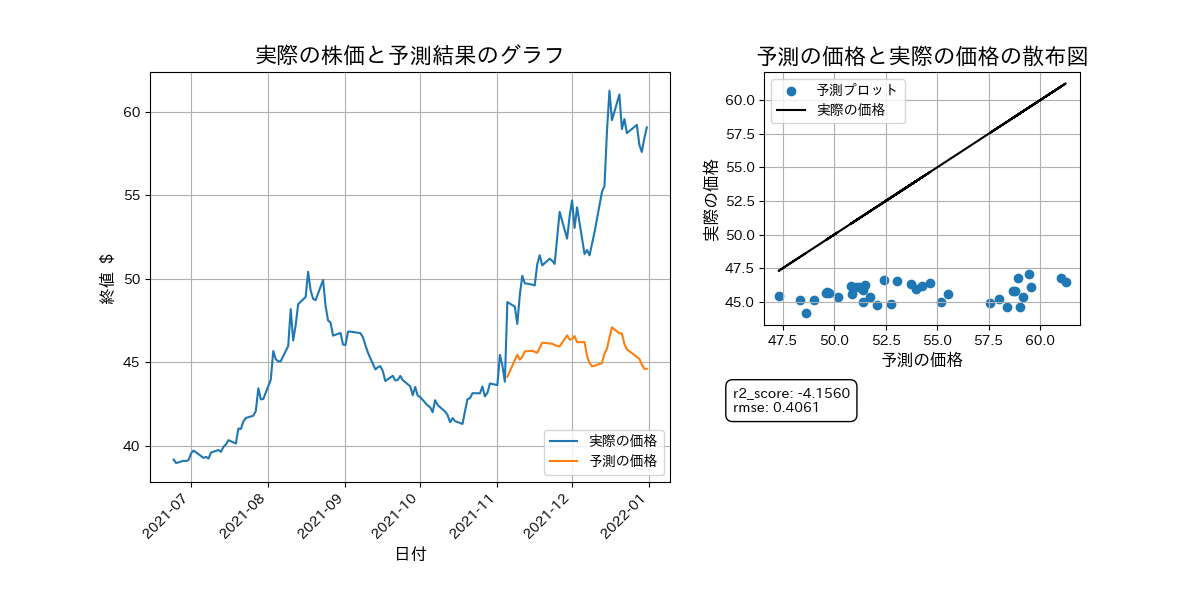 実際の株価と予測結果のグラフ
終値 $
60
55
50
45
40
2021-07
2021-08
2021-09
2021-10
2021-11
2021-12
2022-01
日付
実際の価格
予測の価格
予測の価格と実際の価格の散布図
実際の価格
60.0
57.5
55.0
52.5
50.0
47.5
45.0
47.5
50.0
52.5
55.0
57.5
60.0
予測の価格
予測プロット
実際の価格
r2_score: -4.1560
rmse: 0.4061